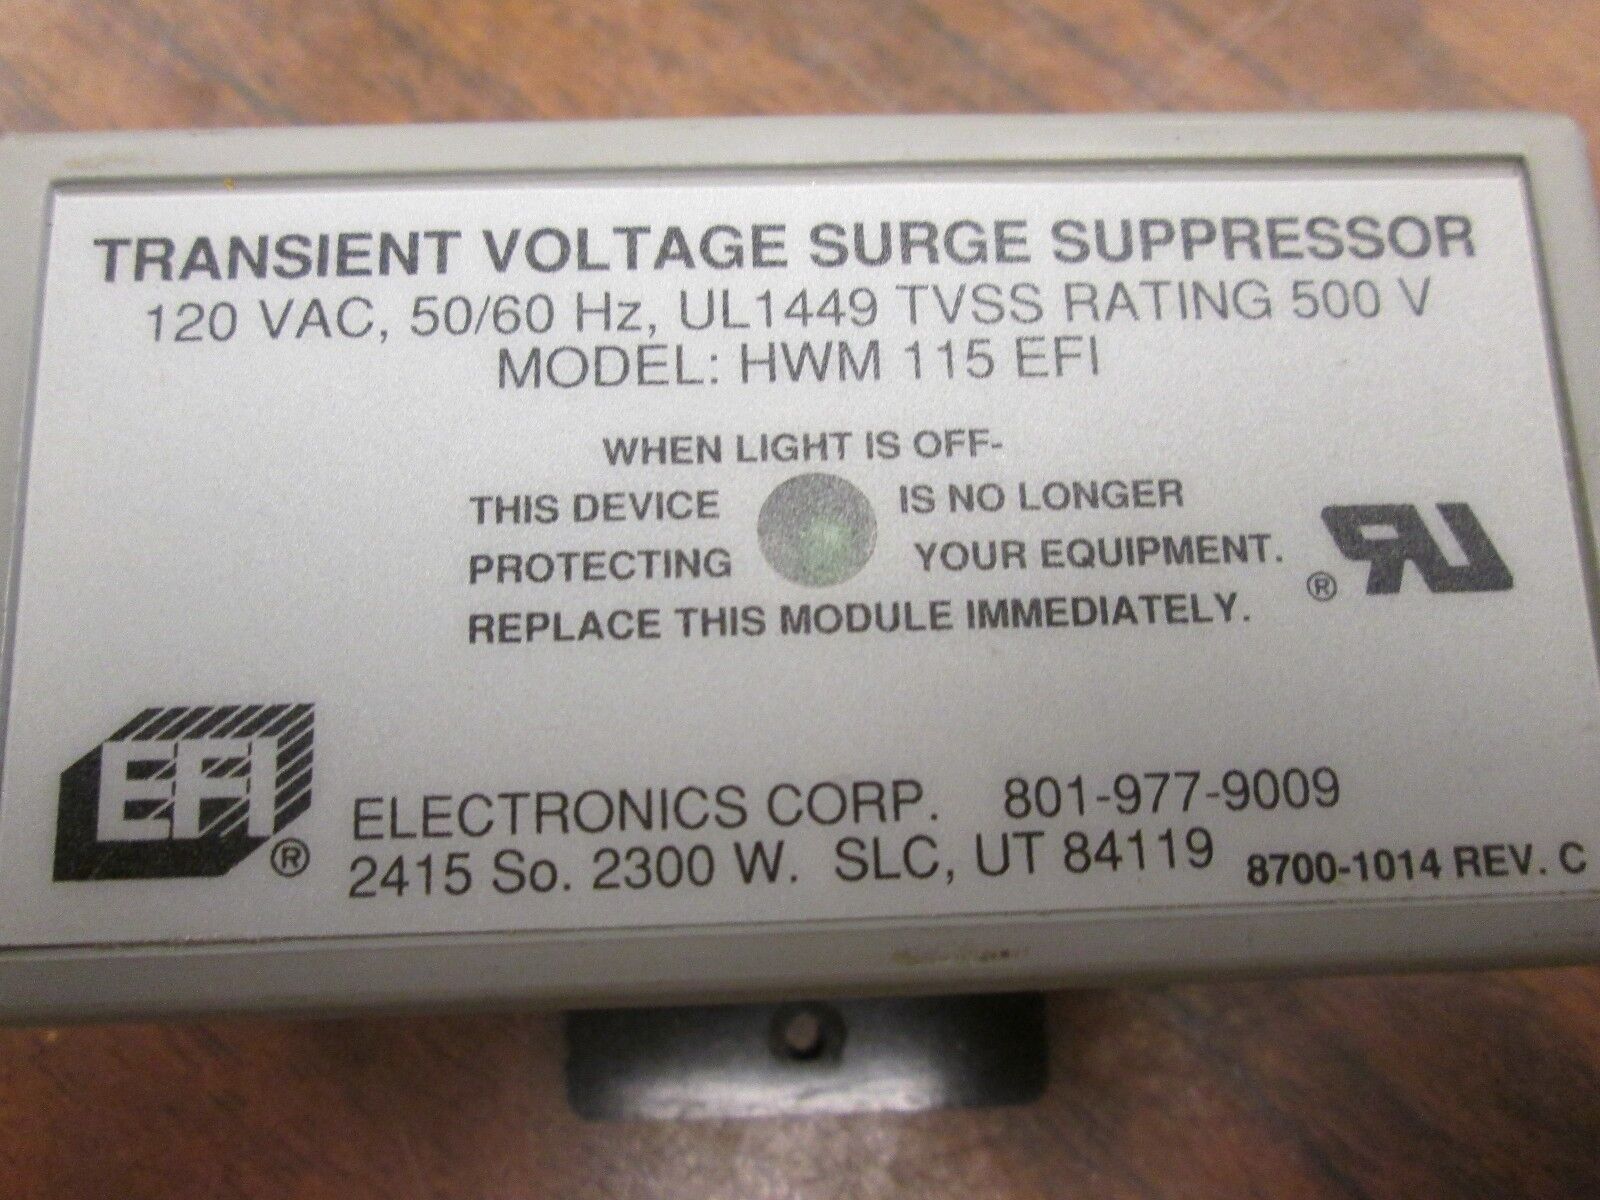 TRANSIENT VOLTAGE SURGE SUPPRESSOR
120 VAC, 50/60 Hz, UL1449 TVSS RATING 500 V
MODEL: HWM 115 EFI
WHEN LIGHT IS OFF-
THIS DEVICE IS NO LONGER
PROTECTING YOUR EQUIPMENT.
REPLACE THIS MODULE IMMEDIATELY.
RU ®
EFI ®
ELECTRONICS CORP. 801-977-9009
2415 So. 2300 W. SLC, UT 84119 8700-1014 REV. C